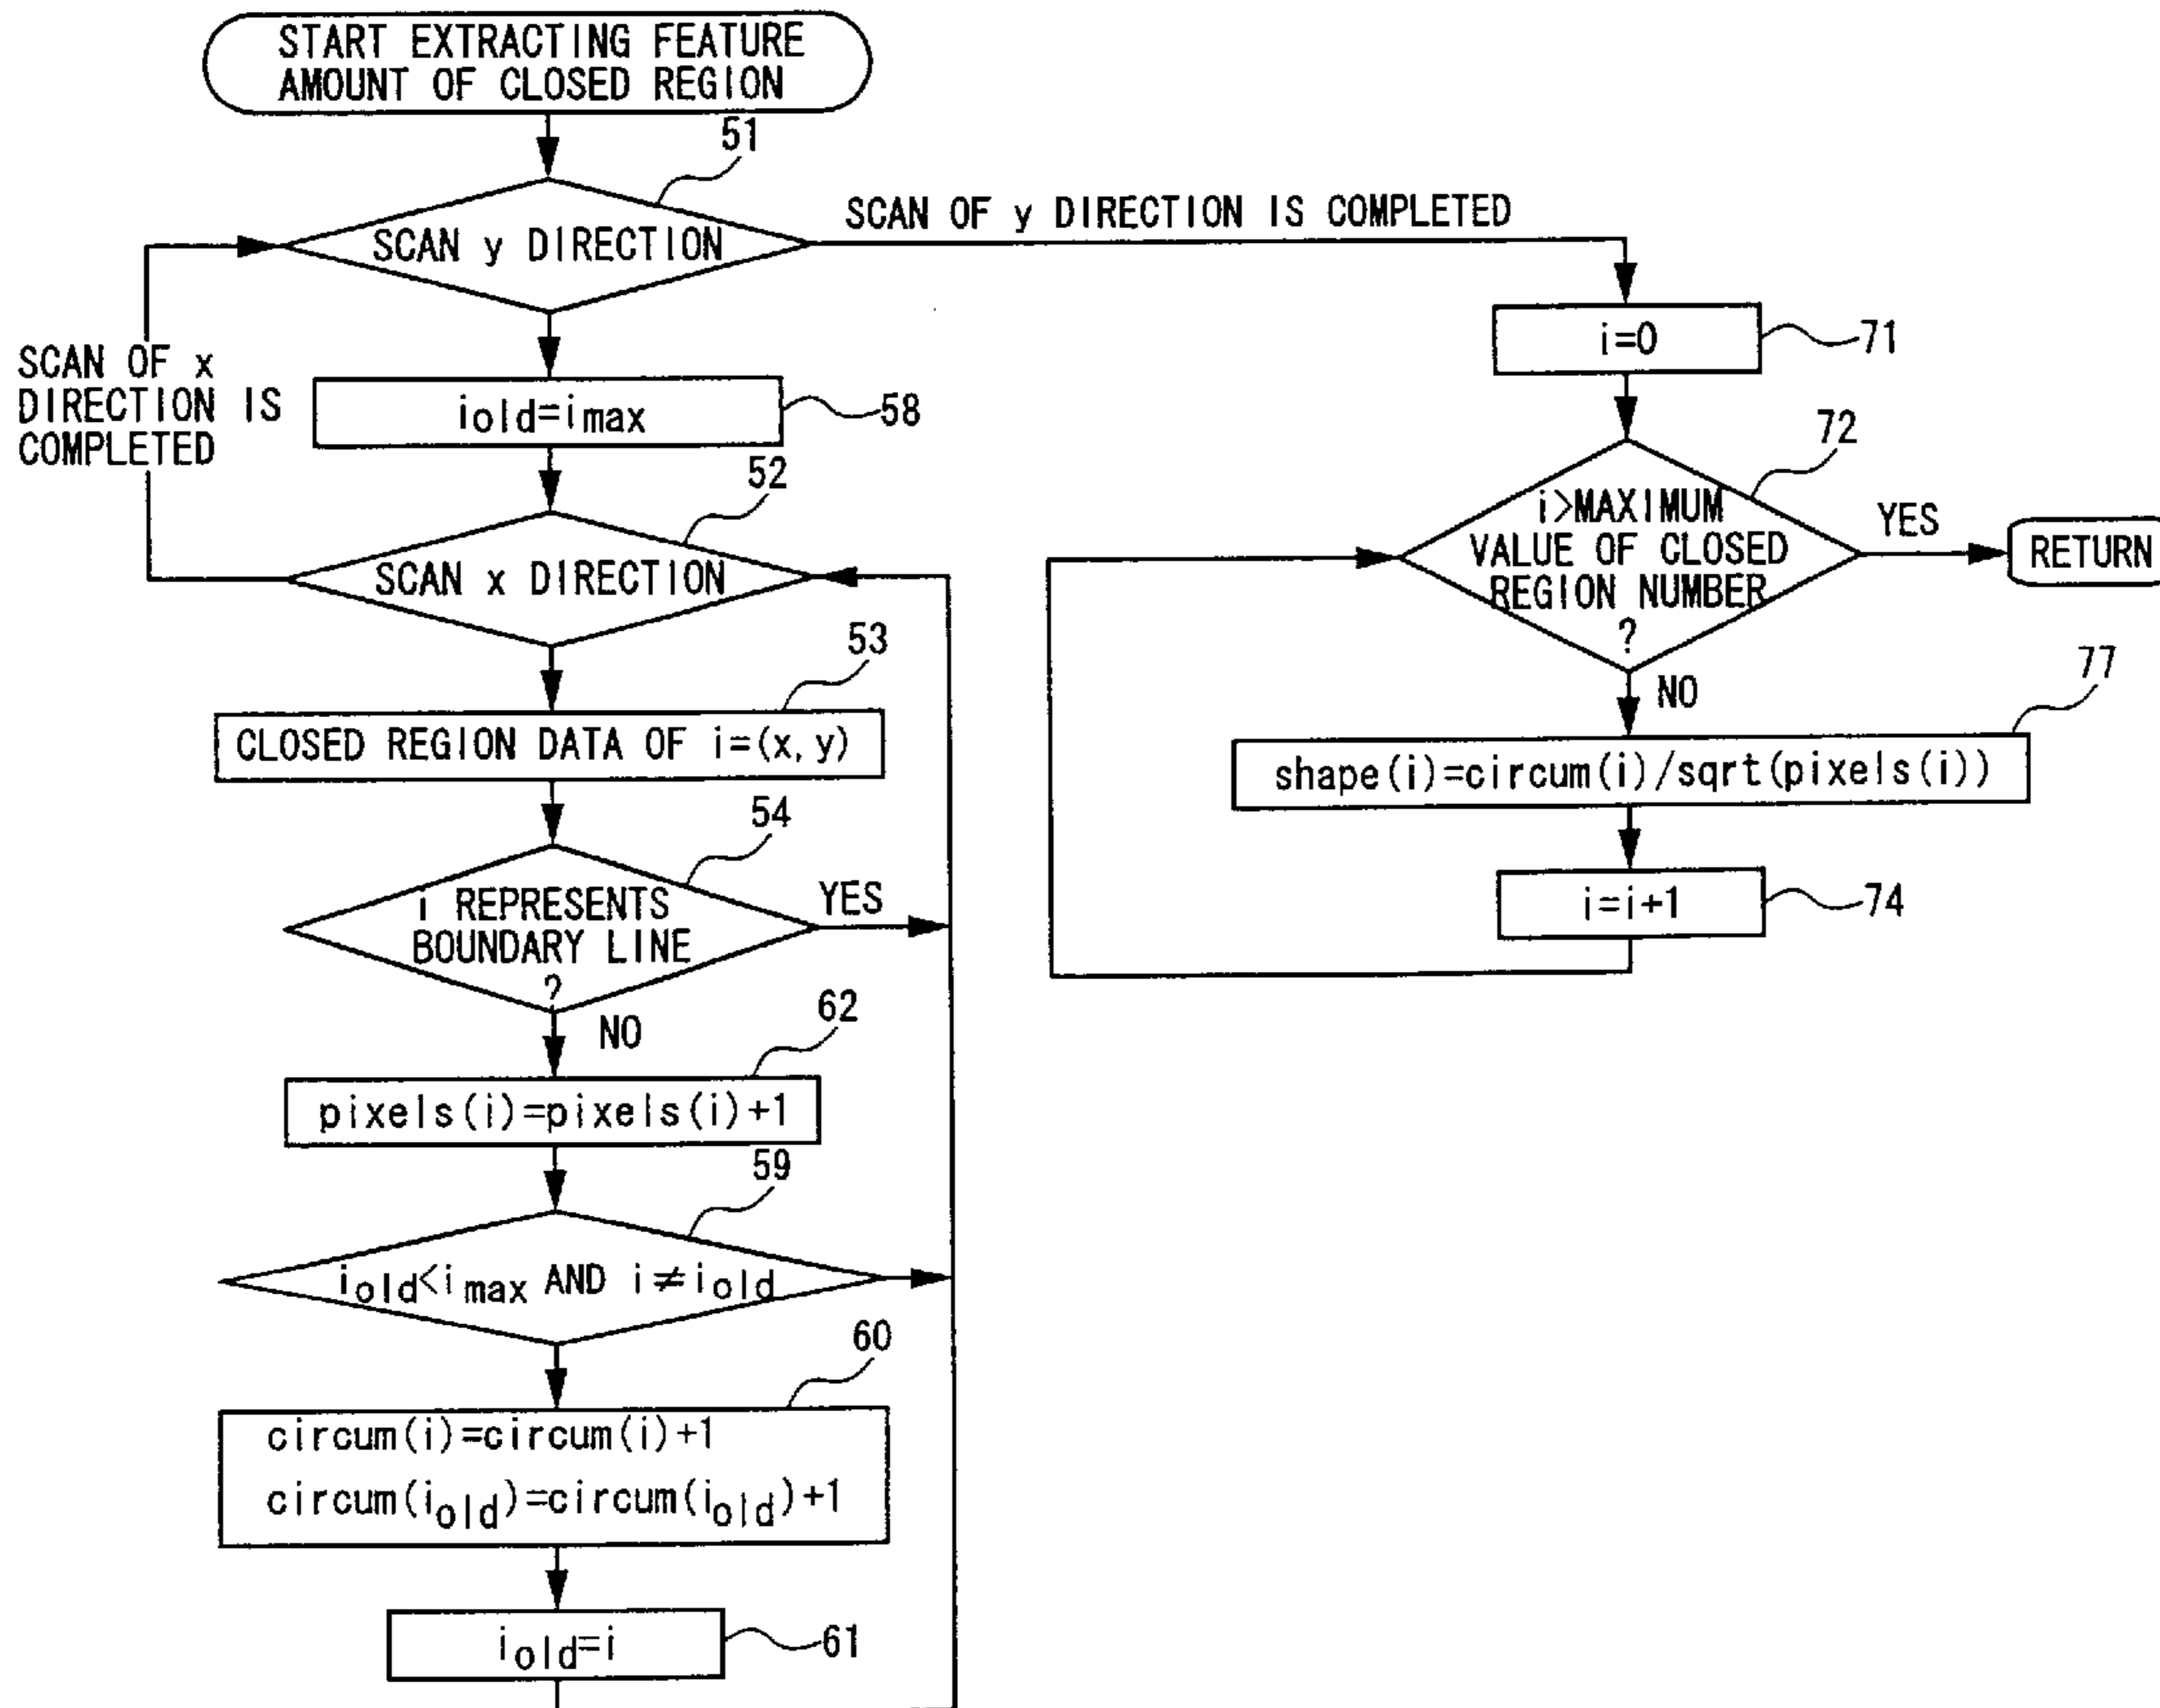 START EXTRACTING FEATURE
AMOUNT OF CLOSED REGION
51
SCAN y DIRECTION
SCAN OF y DIRECTION IS COMPLETED
SCAN OF x
DIRECTION IS
COMPLETED
iold=imax
58
52
SCAN x DIRECTION
53
CLOSED REGION DATA OF i=(x,y)
54
i REPRESENTS
BOUNDARY LINE
?
YES
NO
62
pixels(i)=pixels(i)+1
59
iold<imax AND i≠iold
60
circum(i)=circum(i)+1
circum(iold)=circum(iold)+1
iold=i
61
i=0
71
72
i>MAXIMUM
VALUE OF CLOSED
REGION NUMBER
?
YES
RETURN
NO
77
shape(i)=circum(i)/sqrt(pixels(i))
i=i+1
74